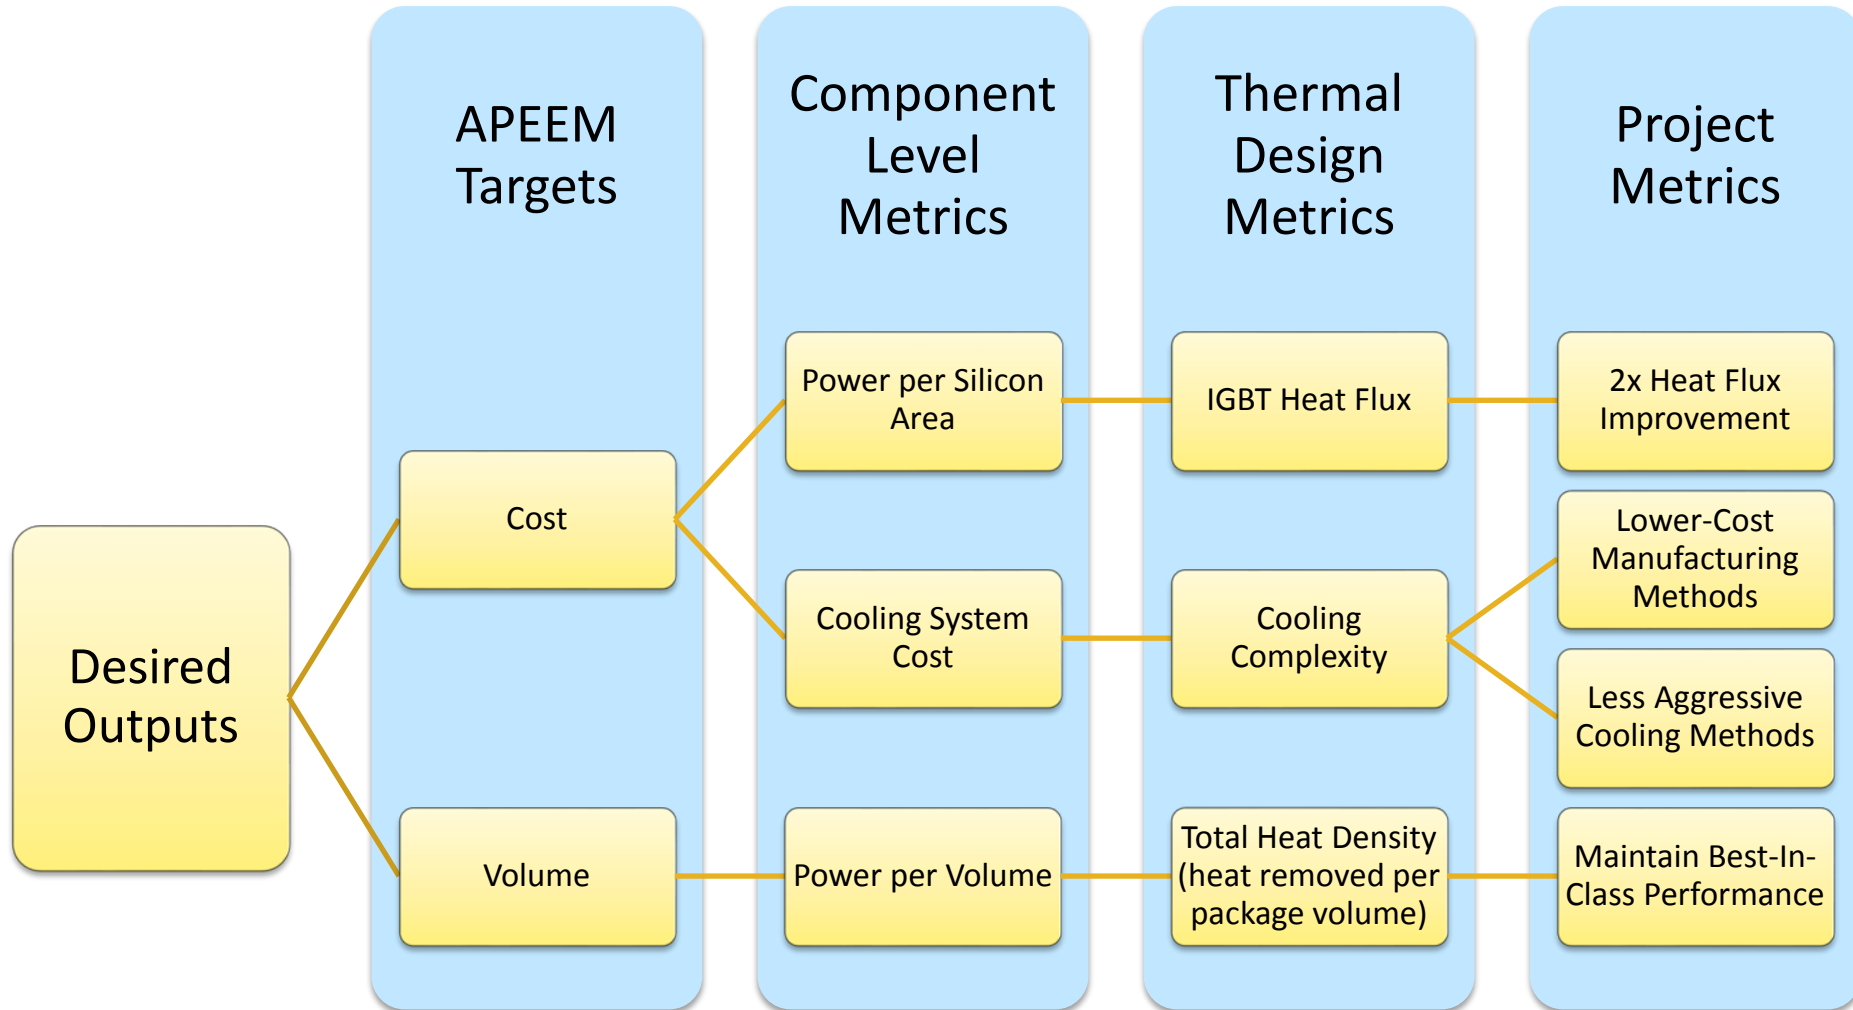 APEEM
Targets
Component
Level
Metrics
Thermal
Design
Metrics
Project
Metrics
Desired
Outputs
Cost
Volume
Power per Silicon
Area
Cooling System
Cost
Power per Volume
IGBT Heat Flux
Cooling
Complexity
Total Heat Density
(heat removed per
package volume)
2x Heat Flux
Improvement
Lower-Cost
Manufacturing
Methods
Less Aggressive
Cooling Methods
Maintain Best-In-
Class Performance